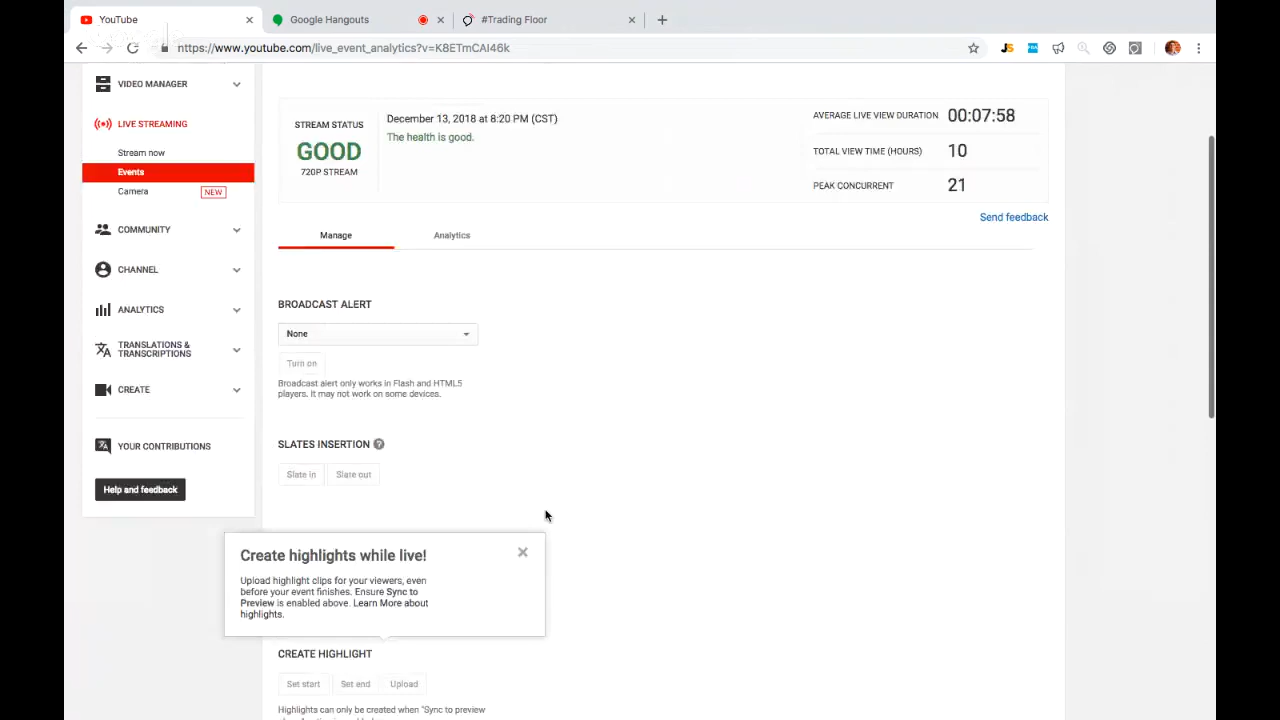 YouTube
Google Hangouts
#Trading Floor
nttps://www.youtube.com/live_event_analytics?v=K8ETmCAI46k
VIDEO MANAGER
LIVE STREAMING
Stream now
Events
Camera
NEW
COMMUNITY
CHANNEL
ANALYTICS
TRANSLATIONS &
TRANSCRIPTIONS
CREATE
YOUR CONTRIBUTIONS
Help and feedback
STREAM STATUS
GOOD
720P STREAM
December 13, 2018 at 8:20 PM (CST)
The health is good.
AVERAGE LIVE VIEW DURATION 00:07:58
TOTAL VIEW TIME (HOURS) 10
PEAK CONCURRENT 21
Send feedback
Manage
Analytics
BROADCAST ALERT
None
Turn on
Broadcast alert only works in Flash and HTML5
players. It may not work on some devices.
SLATES INSERTION ?
Slate in
Slate out
Create highlights while live!
Upload highlight clips for your viewers, even
before your event finishes. Ensure Sync to
Preview is enabled above. Learn More about
highlights.
CREATE HIGHLIGHT
Set start
Set end
Upload
Highlights can only be created when "Sync to preview